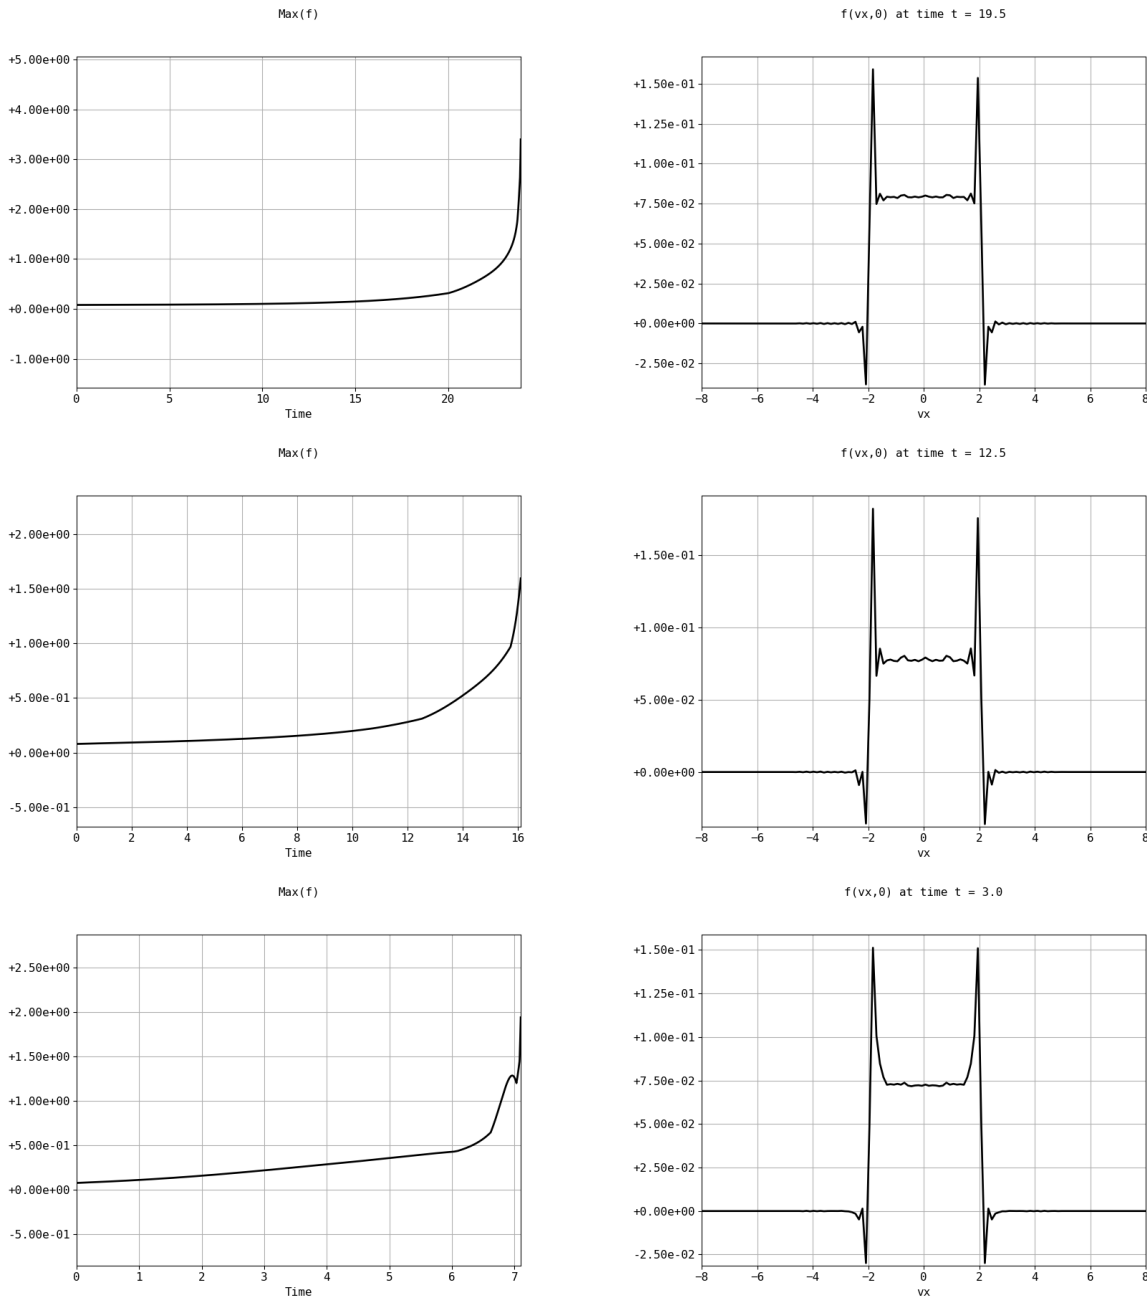 Max(f)
+5.00e+00
+4.00e+00
+3.00e+00
+2.00e+00
+1.00e+00
+0.00e+00
-1.00e+00
0 5 10 15 20
Time
f(vx,0) at time t = 19.5
+1.50e-01
+1.25e-01
+1.00e-01
+7.50e-02
+5.00e-02
+2.50e-02
+0.00e+00
-2.50e-02
−8 −6 −4 −2 0 2 4 6 8
vx
Max(f)
+2.00e+00
+1.50e+00
+1.00e+00
+5.00e-01
+0.00e+00
-5.00e-01
0 2 4 6 8 10 12 14 16
Time
f(vx,0) at time t = 12.5
+1.50e-01
+1.00e-01
+5.00e-02
+0.00e+00
−8 −6 −4 −2 0 2 4 6 8
vx
Max(f)
+2.50e+00
+2.00e+00
+1.50e+00
+1.00e+00
+5.00e-01
+0.00e+00
-5.00e-01
0 1 2 3 4 5 6 7
Time
f(vx,0) at time t = 3.0
+1.50e-01
+1.25e-01
+1.00e-01
+7.50e-02
+5.00e-02
+2.50e-02
+0.00e+00
-2.50e-02
−8 −6 −4 −2 0 2 4 6 8
vx